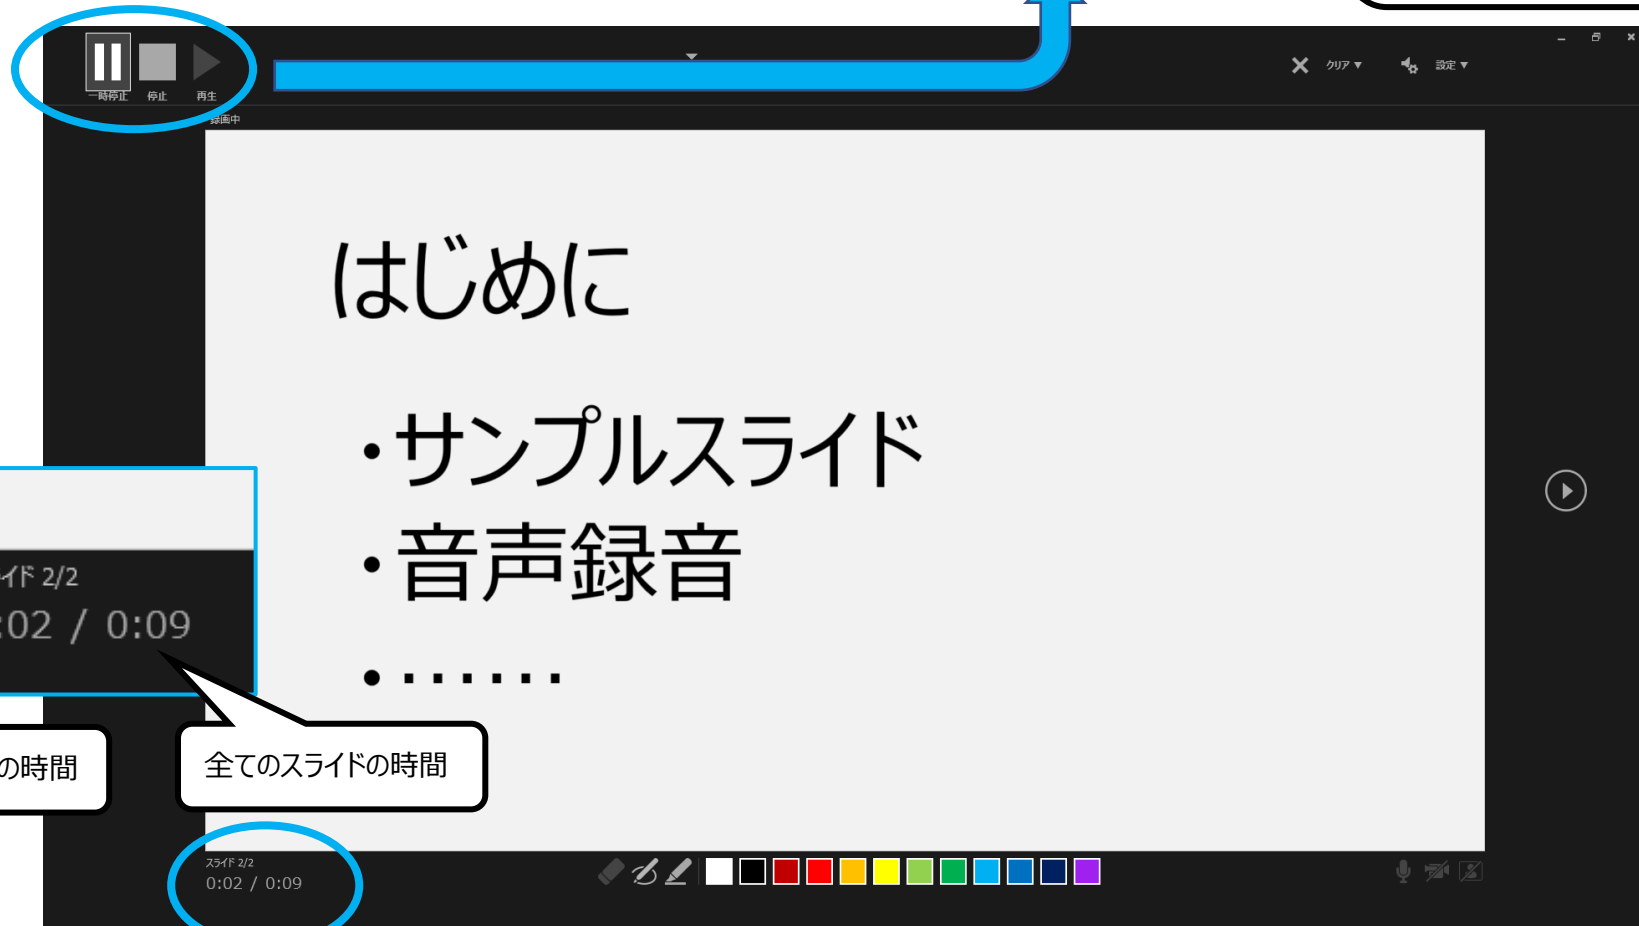 一時停止 停止 再生
クリア ▼ 設定 ▼
録画中
はじめに
・サンプルスライド
・音声録音
・……
イド 2/2
:02 / 0:09
の時間
全てのスライドの時間
スライド 2/2
0:02 / 0:09